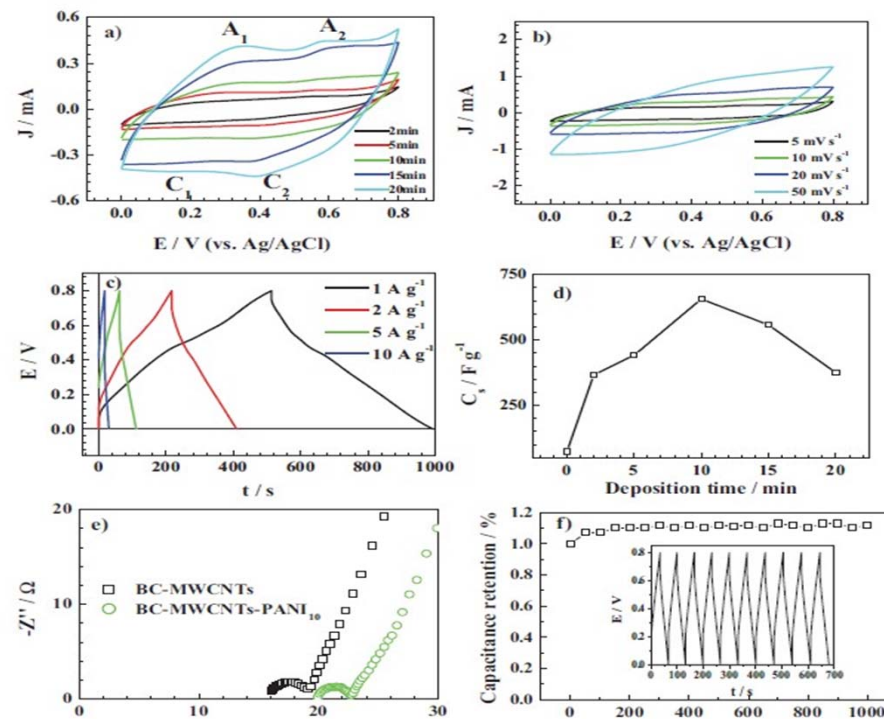 a)
A₁
A₂
C₁
C₂
0.6
0.3
0.0
-0.3
-0.6
J / mA
2min
5min
10min
15min
20min
0.0 0.2 0.4 0.6 0.8
E / V (vs. Ag/AgCl)
b)
2
1
0
-1
-2
J / mA
5 mV s⁻¹
10 mV s⁻¹
20 mV s⁻¹
50 mV s⁻¹
0.0 0.2 0.4 0.6 0.8
E / V (vs. Ag/AgCl)
c)
0.8
0.6
0.4
0.2
0.0
E / V
1 A g⁻¹
2 A g⁻¹
5 A g⁻¹
10 A g⁻¹
0 200 400 600 800 1000
t / s
d)
750
500
250
Cₛ / F g⁻¹
0 5 10 15 20
Deposition time / min
e)
20
10
0
-Z'' / Ω
BC-MWCNTs
BC-MWCNTs-PANI₁₀
0 10 20 30
f)
1.2
1.0
0.8
0.6
0.4
0.2
0.0
Capacitance retention / %
0.8
0.6
0.4
0.2
0.0
E / V
0 100 200 300 400 500 600 700
t / s
0 200 400 600 800 1000